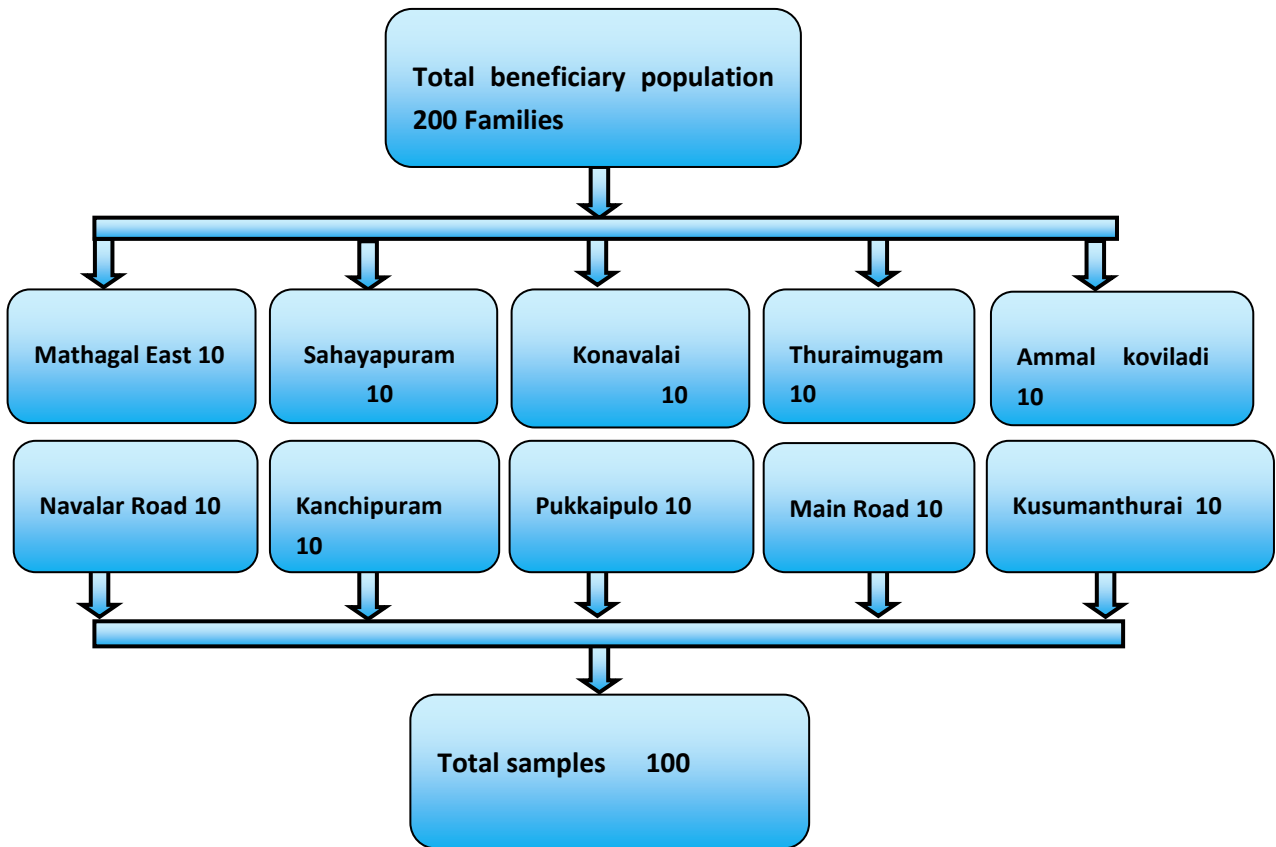 Total beneficiary population
200 Families
Mathagal East 10
Sahayapuram
10
Konavalai
10
Thuraimugam
10
Ammal koviladi
10
Navalar Road 10
Kanchipuram
10
Pukkaipulo 10
Main Road 10
Kusumanthurai 10
Total samples 100